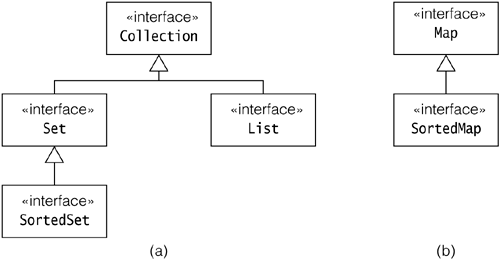 «interface»
Collection
«interface»
Map
«interface»
Set
«interface»
List
«interface»
SortedMap
«interface»
SortedSet
(a)
(b)